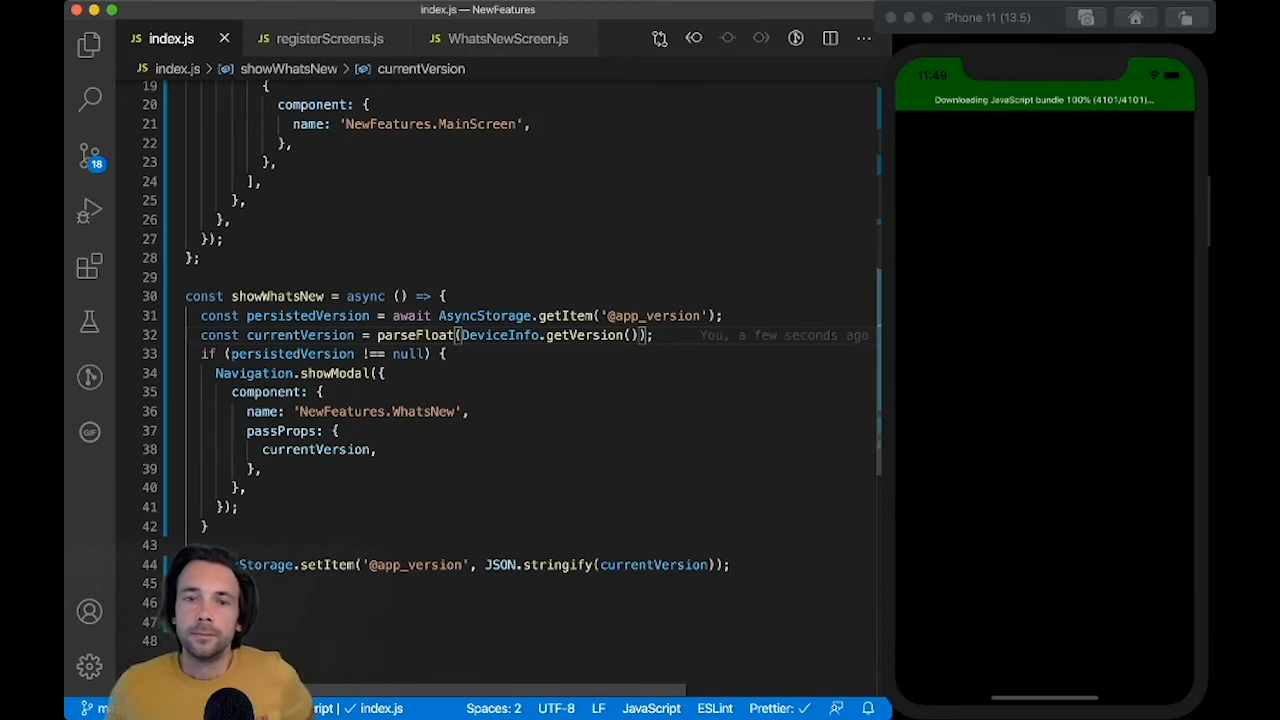 index.js — NewFeatures
iPhone 11 (13.5)
JS index.js
JS registerScreens.js
JS WhatsNewScreen.js
JS index.js > showWhatsNew > currentVersion
11:49
Downloading JavaScript bundle 100% (4101/4101)...
19 {
20 component: {
21 name: 'NewFeatures.MainScreen',
22 },
23 },
24 ],
25 },
26 },
27 });
28 };
29
30 const showWhatsNew = async () => {
31 const persistedVersion = await AsyncStorage.getItem('@app_version');
32 const currentVersion = parseFloat(DeviceInfo.getVersion()); You, a few seconds ago
33 if (persistedVersion !== null) {
34 Navigation.showModal({
35 component: {
36 name: 'NewFeatures.WhatsNew',
37 passProps: {
38 currentVersion,
39 },
40 },
41 });
42 }
43
44 Storage.setItem('@app_version', JSON.stringify(currentVersion));
45
46
47
48
18
GIF
index.js
Spaces: 2
UTF-8
LF
JavaScript
ESLint
Prettier: ✓